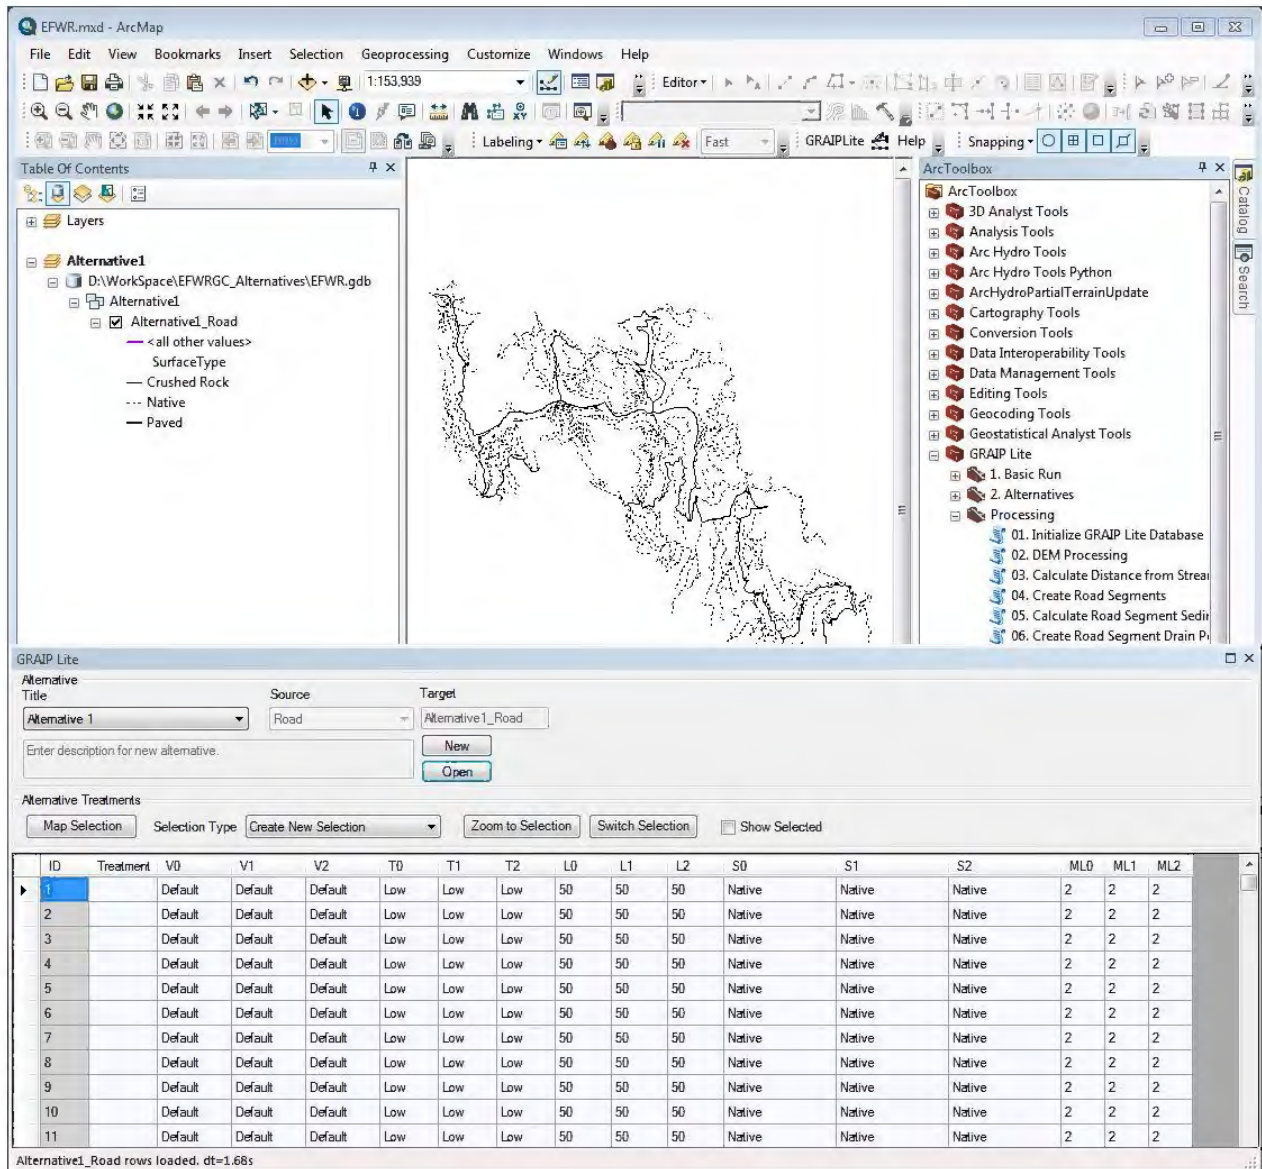 EFWR.mxd - ArcMap
File Edit View Bookmarks Insert Selection Geoprocessing Customize Windows Help
1:153,939 Editor
Labeling Fast GRAIPLite Help Snapping
Table Of Contents
Layers
Alternative1
D:\WorkSpace\EFWRGC_Alternatives\EFWR.gdb
Alternative1
Alternative1_Road
<all other values>
SurfaceType
Crushed Rock
Native
Paved
ArcToolbox
ArcToolbox
3D Analyst Tools
Analysis Tools
Arc Hydro Tools
Arc Hydro Tools Python
ArcHydroPartialTerrainUpdate
Cartography Tools
Conversion Tools
Data Interoperability Tools
Data Management Tools
Editing Tools
Geocoding Tools
Geostatistical Analyst Tools
GRAIP Lite
1. Basic Run
2. Alternatives
Processing
01. Initialize GRAIP Lite Database
02. DEM Processing
03. Calculate Distance from Strea
04. Create Road Segments
05. Calculate Road Segment Sedi
06. Create Road Segment Drain P
Catalog
Search
GRAIP Lite
Alternative
Title Source Target
Alternative 1 Road Alternative1_Road
Enter description for new alternative.
New
Open
Alternative Treatments
Map Selection Selection Type Create New Selection Zoom to Selection Switch Selection Show Selected
ID Treatment V0 V1 V2 T0 T1 T2 L0 L1 L2 S0 S1 S2 ML0 ML1 ML2
1 Default Default Default Low Low Low 50 50 50 Native Native Native 2 2 2
2 Default Default Default Low Low Low 50 50 50 Native Native Native 2 2 2
3 Default Default Default Low Low Low 50 50 50 Native Native Native 2 2 2
4 Default Default Default Low Low Low 50 50 50 Native Native Native 2 2 2
5 Default Default Default Low Low Low 50 50 50 Native Native Native 2 2 2
6 Default Default Default Low Low Low 50 50 50 Native Native Native 2 2 2
7 Default Default Default Low Low Low 50 50 50 Native Native Native 2 2 2
8 Default Default Default Low Low Low 50 50 50 Native Native Native 2 2 2
9 Default Default Default Low Low Low 50 50 50 Native Native Native 2 2 2
10 Default Default Default Low Low Low 50 50 50 Native Native Native 2 2 2
11 Default Default Default Low Low Low 50 50 50 Native Native Native 2 2 2
Alternative1_Road rows loaded. dt=1.68s